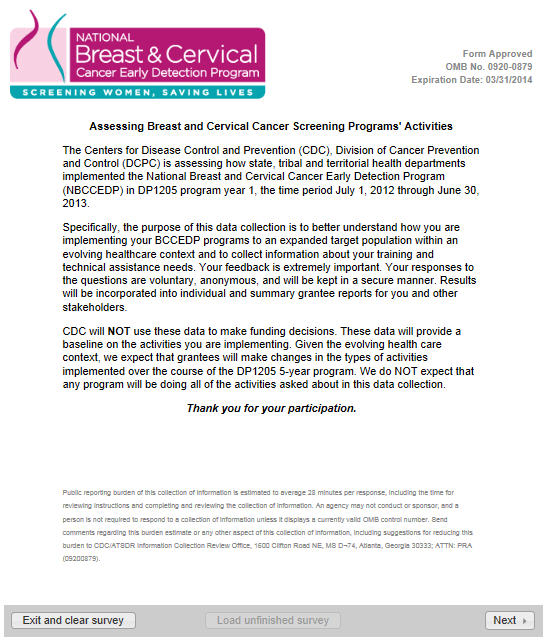 NATIONAL
Breast & Cervical
Cancer Early Detection Program
SCREENING WOMEN, SAVING LIVES
Form Approved
OMB No. 0920-0879
Expiration Date: 03/31/2014
Assessing Breast and Cervical Cancer Screening Programs' Activities
The Centers for Disease Control and Prevention (CDC), Division of Cancer Prevention
and Control (DCPC) is assessing how state, tribal and territorial health departments
implemented the National Breast and Cervical Cancer Early Detection Program
(NBCCEDP) in DP1205 program year 1, the time period July 1, 2012 through June 30,
2013.
Specifically, the purpose of this data collection is to better understand how you are
implementing your BCCEDP programs to an expanded target population within an
evolving healthcare context and to collect information about your training and
technical assistance needs. Your feedback is extremely important. Your responses to
the questions are voluntary, anonymous, and will be kept in a secure manner. Results
will be incorporated into individual and summary grantee reports for you and other
stakeholders.
CDC will NOT use these data to make funding decisions. These data will provide a
baseline on the activities you are implementing. Given the evolving health care
context, we expect that grantees will make changes in the types of activities
implemented over the course of the DP1205 5-year program. We do NOT expect that
any program will be doing all of the activities asked about in this data collection.
Thank you for your participation.
Public reporting burden of this collection of information is estimated to average 28 minutes per response, including the time for
reviewing instructions and completing and reviewing the collection of information. An agency may not conduct or sponsor, and a
person is not required to respond to a collection of information unless it displays a currently valid OMB control number. Send
comments regarding this burden estimate or any other aspect of this collection of information, including suggestions for reducing this
burden to CDC/ATSDR Information Collection Review Office, 1600 Clifton Road NE, MS D¬74, Atlanta, Georgia 30333; ATTN: PRA
(09200879).
Exit and clear survey
Load unfinished survey
Next